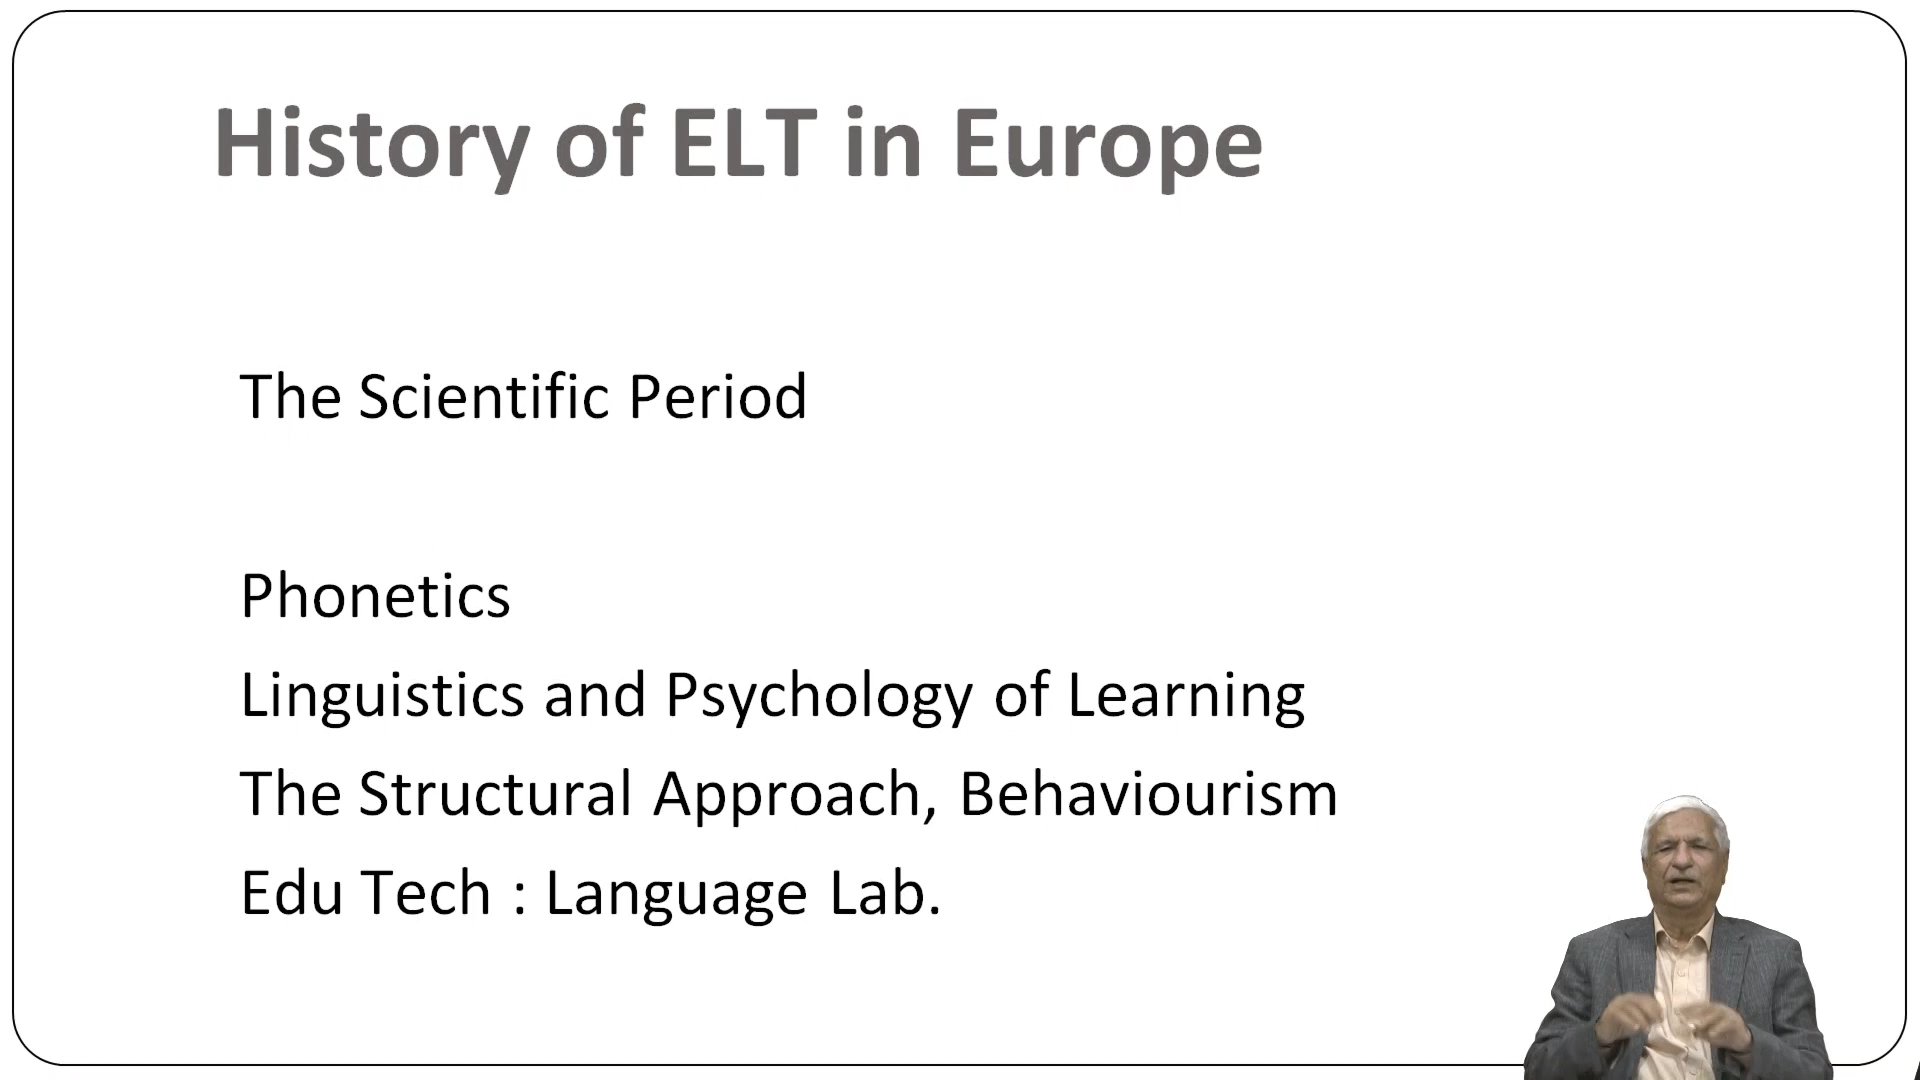 History of ELT in Europe
The Scientific Period
Phonetics
Linguistics and Psychology of Learning
The Structural Approach, Behaviourism
Edu Tech : Language Lab.